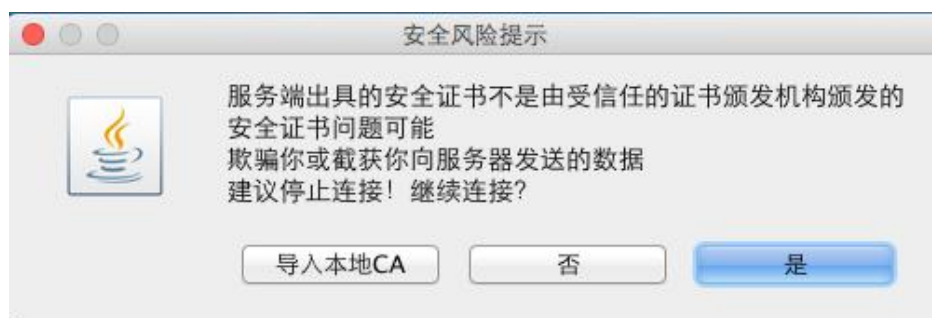 安全风险提示
服务端出具的安全证书不是由受信任的证书颁发机构颁发的
安全证书问题可能
欺骗你或截获你向服务器发送的数据
建议停止连接！继续连接?
导入本地CA 否 是